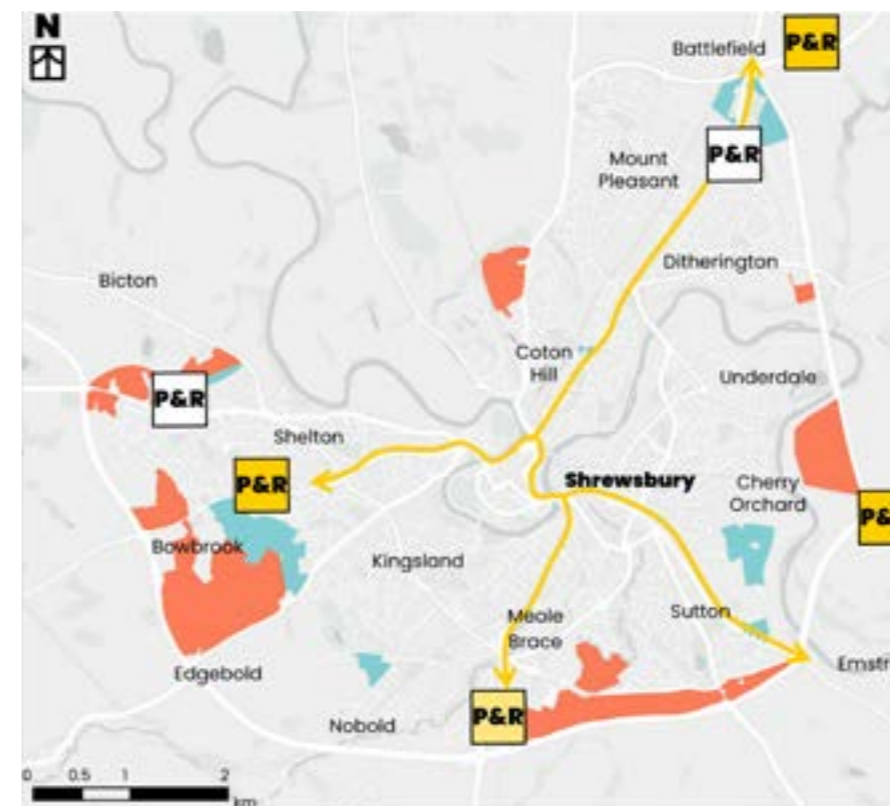 N
Battlefield
P&R
P&R
Mount
Pleasant
Ditherington
Bicton
Coton
Hill
Underdale
P&R
Shelton
P&R
Shrewsbury
Cherry
Orchard
P&
Bowbrook
Kingsland
Meole
Brace
Sutton
Emstr
Edgebold
P&R
Nobold
0 0.5 1 2
km